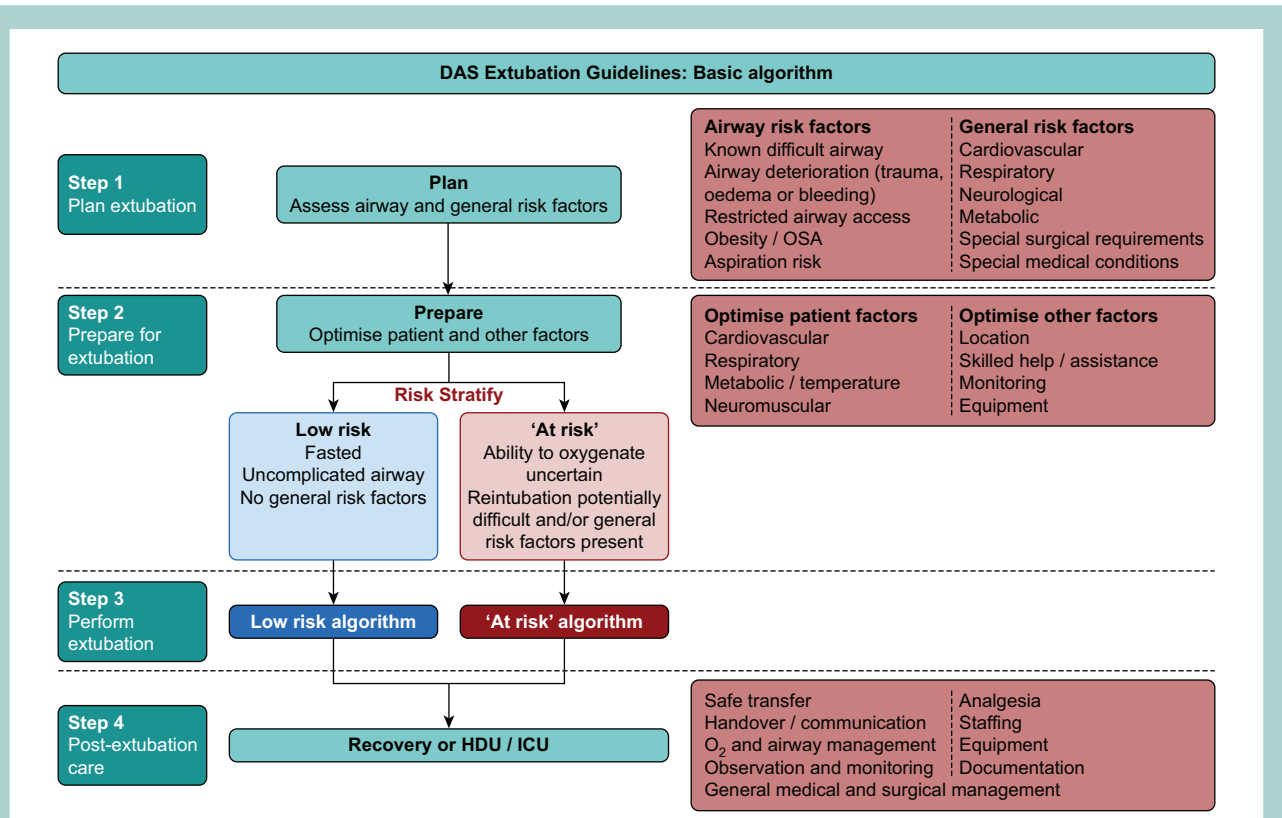 DAS Extubation Guidelines: Basic algorithm
Step 1
Plan extubation
Plan
Assess airway and general risk factors
Airway risk factors
Known difficult airway
Airway deterioration (trauma,
oedema or bleeding)
Restricted airway access
Obesity / OSA
Aspiration risk
General risk factors
Cardiovascular
Respiratory
Neurological
Metabolic
Special surgical requirements
Special medical conditions
Step 2
Prepare for
extubation
Prepare
Optimise patient and other factors
Optimise patient factors
Cardiovascular
Respiratory
Metabolic / temperature
Neuromuscular
Optimise other factors
Location
Skilled help / assistance
Monitoring
Equipment
Risk Stratify
Low risk
Fasted
Uncomplicated airway
No general risk factors
‘At risk’
Ability to oxygenate
uncertain
Reintubation potentially
difficult and/or general
risk factors present
Step 3
Perform
extubation
Low risk algorithm
‘At risk’ algorithm
Step 4
Post-extubation
care
Recovery or HDU / ICU
Safe transfer
Handover / communication
O₂ and airway management
Observation and monitoring
General medical and surgical management
Analgesia
Staffing
Equipment
Documentation